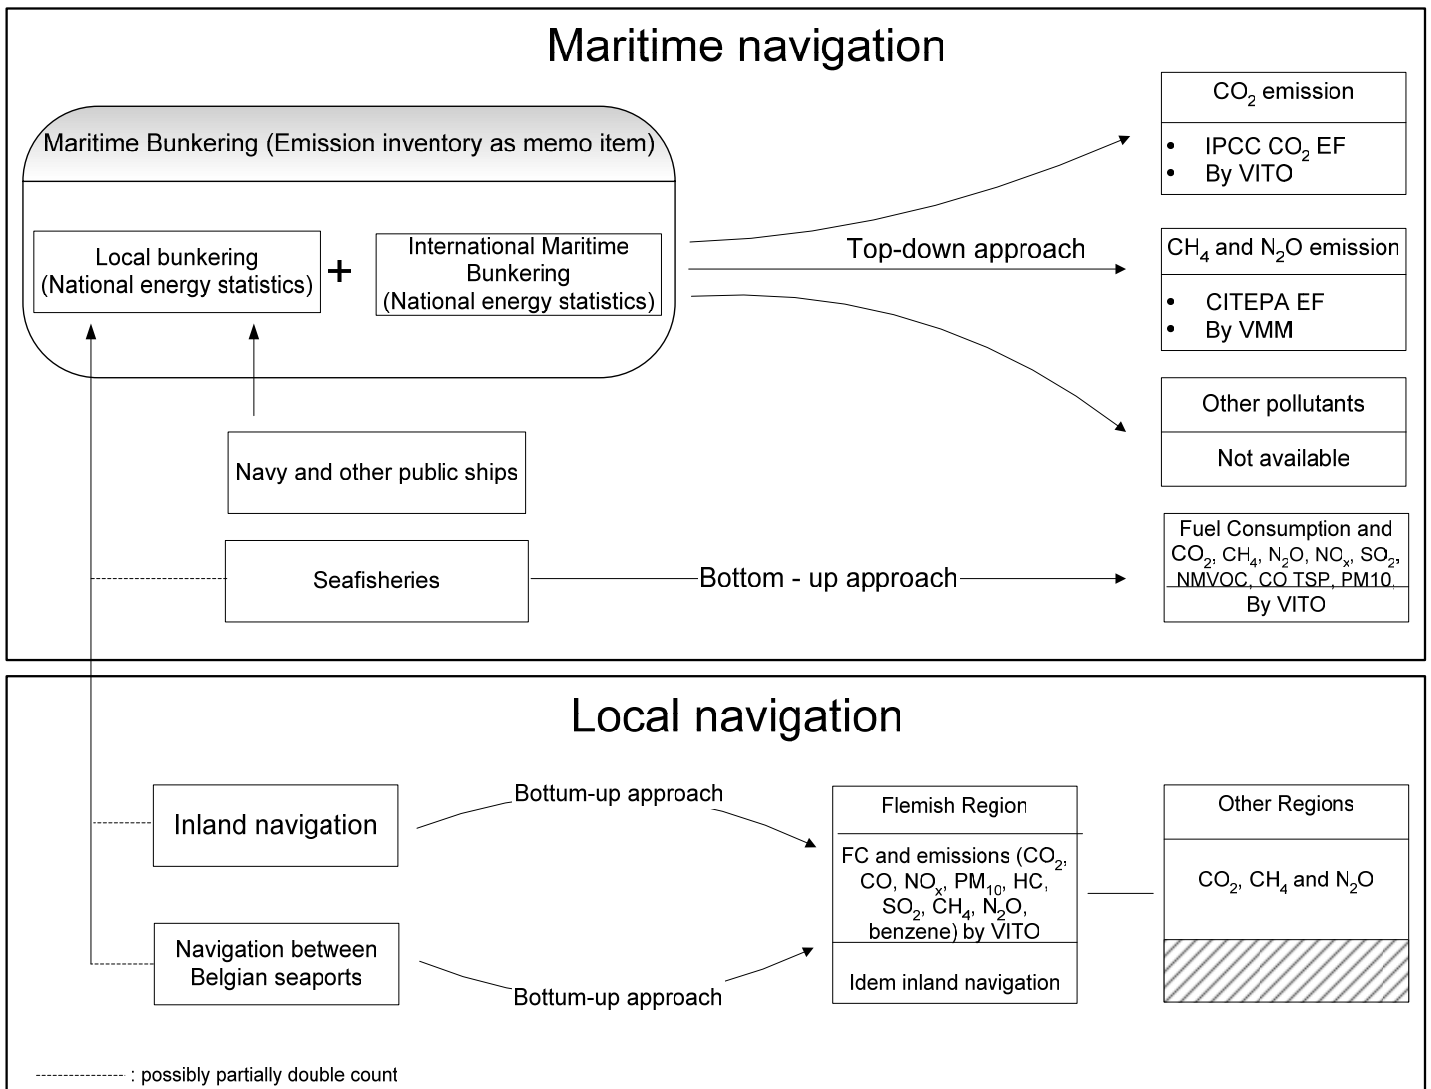 Maritime navigation
Maritime Bunkering (Emission inventory as memo item)
Local bunkering
(National energy statistics)
+
International Maritime
Bunkering
(National energy statistics)
Top-down approach
CO2 emission
• IPCC CO2 EF
• By VITO
CH4 and N2O emission
• CITEPA EF
• By VMM
Other pollutants
Not available
Navy and other public ships
Seafisheries
Bottom - up approach
Fuel Consumption and
CO2, CH4, N2O, NOx, SO2,
NMVOC, CO TSP, PM10,
By VITO
Local navigation
Inland navigation
Bottum-up approach
Navigation between
Belgian seaports
Bottum-up approach
Flemish Region
FC and emissions (CO2,
CO, NOx, PM10, HC,
SO2, CH4, N2O,
benzene) by VITO
Idem inland navigation
Other Regions
CO2, CH4 and N2O
: possibly partially double count